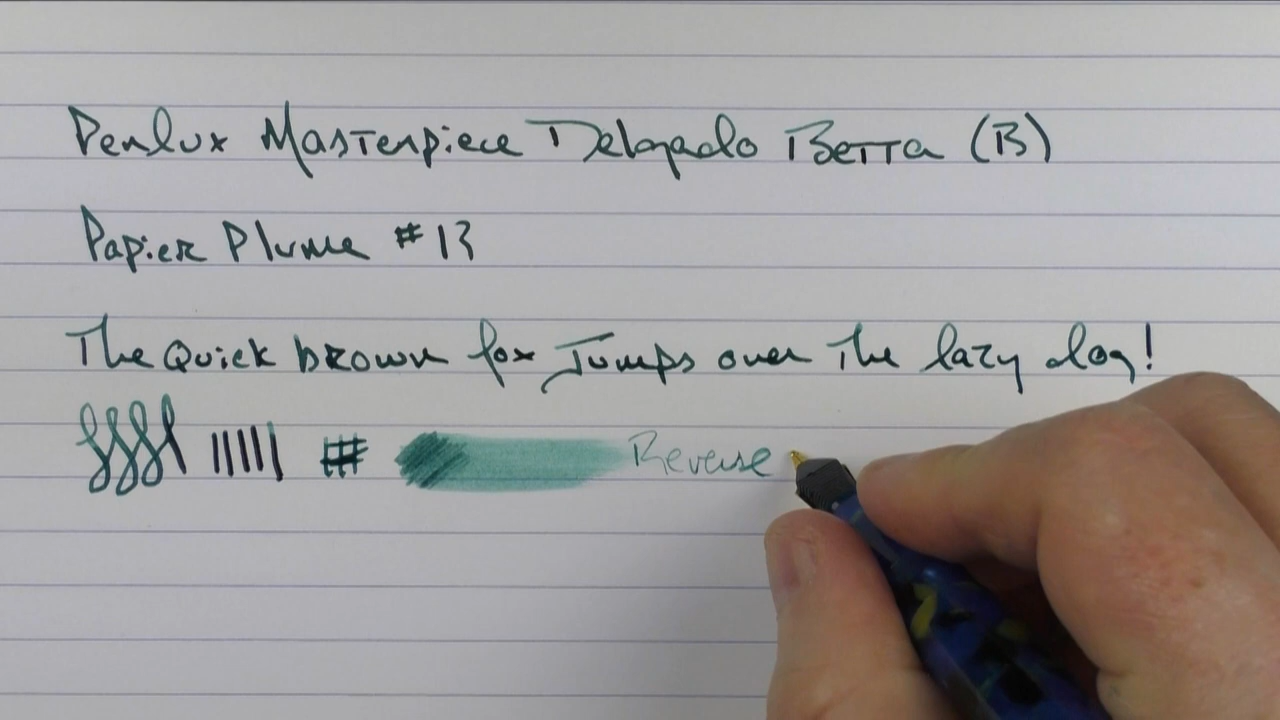 Penlux Masterpiece Delgado Betta (B)
Papier Plume #13
The Quick brown fox Jumps over The lazy dog!
Reverse